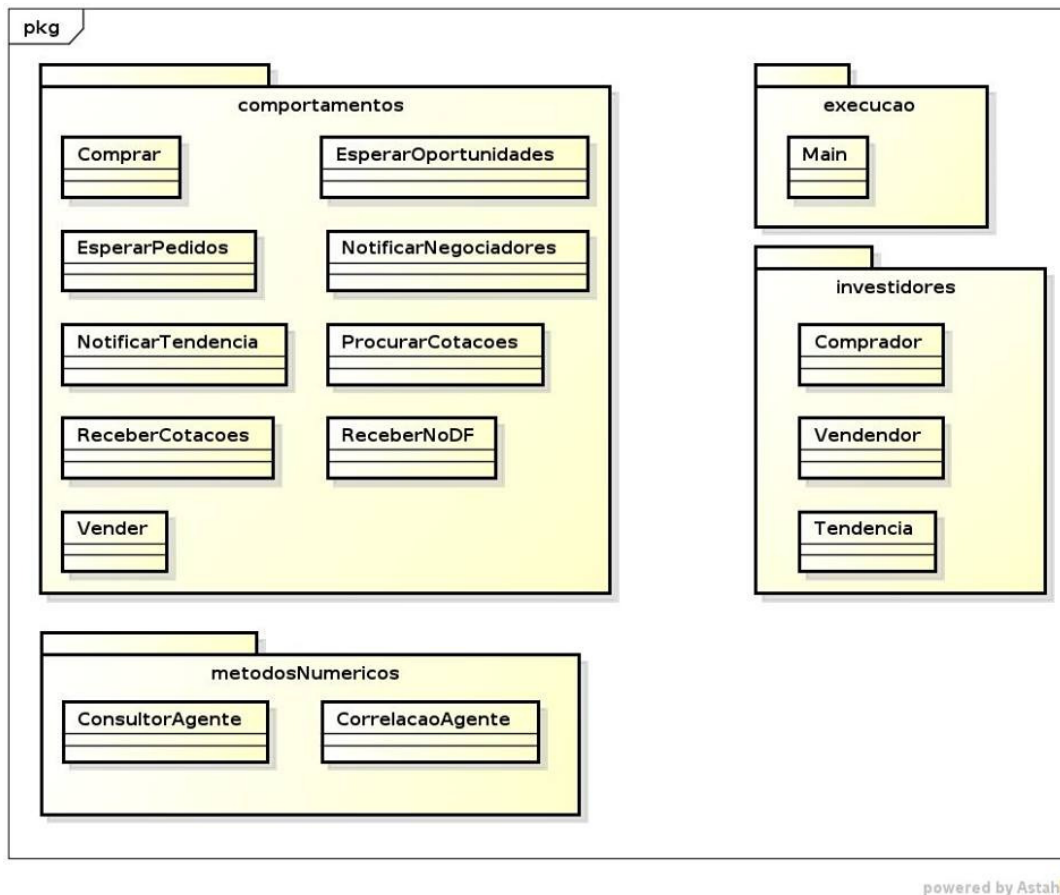 pkg
comportamentos
Comprar
EsperarOportunidades
EsperarPedidos
NotificarNegociadores
NotificarTendencia
ProcurarCotacoes
ReceberCotacoes
ReceberNoDF
Vender
execucao
Main
investidores
Comprador
Vendendor
Tendencia
metodosNumericos
ConsultorAgente
CorrelacaoAgente
powered by Astah